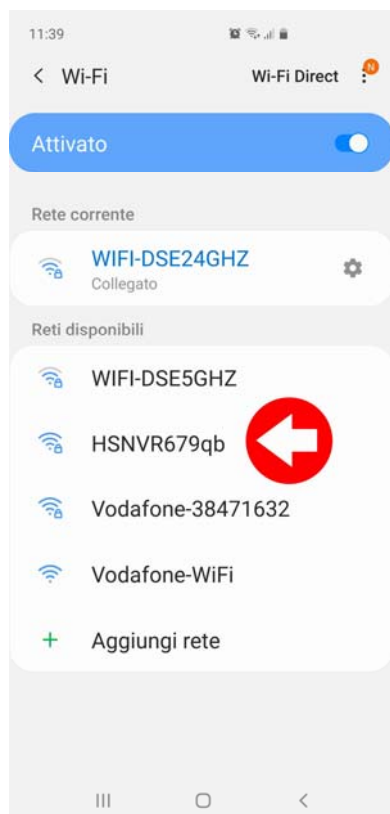 11:39
Wi-Fi
Wi-Fi Direct
N
Attivato
Rete corrente
WIFI-DSE24GHZ
Collegato
Reti disponibili
WIFI-DSE5GHZ
HSNVR679qb
Vodafone-38471632
Vodafone-WiFi
+ Aggiungi rete